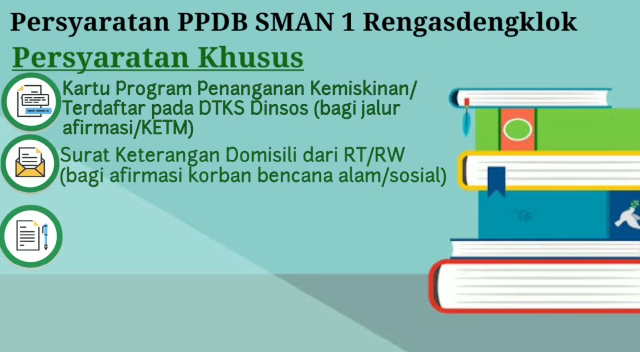 Persyaratan PPDB SMAN 1 Rengasdengklok
Persyaratan Khusus
Kartu Program Penanganan Kemiskinan/
Terdaftar pada DTKS Dinsos (bagi jalur
afirmasi/KETM)
Surat Keterangan Domisili dari RT/RW
(bagi afirmasi korban bencana alam/sosial)